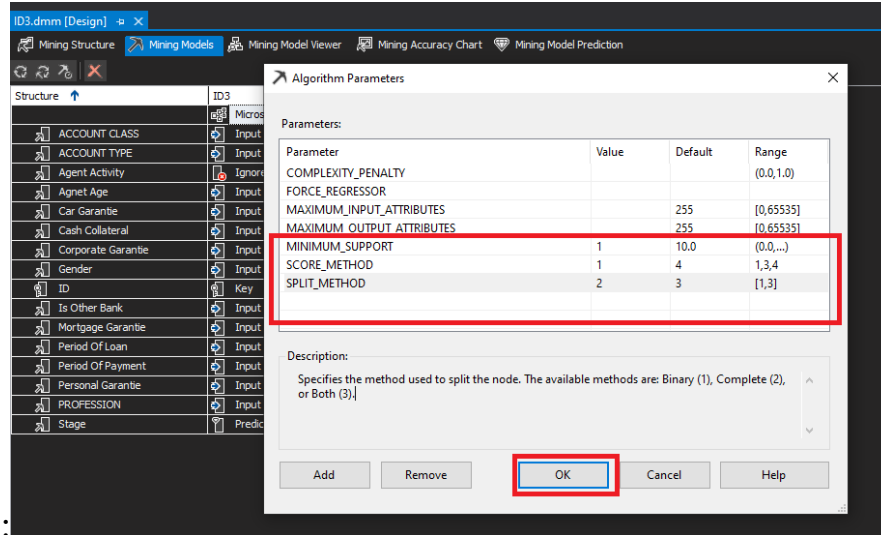 ID3.dmm [Design]
Mining Structure Mining Models Mining Model Viewer Mining Accuracy Chart Mining Model Prediction
Structure ID3
Micros
ACCOUNT CLASS Input
ACCOUNT TYPE Input
Agent Activity Ignore
Agnet Age Input
Car Garantie Input
Cash Collateral Input
Corporate Garantie Input
Gender Input
ID Key
Is Other Bank Input
Mortgage Garantie Input
Period Of Loan Input
Period Of Payment Input
Personal Garantie Input
PROFESSION Input
Stage Predic
Algorithm Parameters
Parameters:
Parameter Value Default Range
COMPLEXITY_PENALTY (0.0,1.0)
FORCE_REGRESSOR
MAXIMUM_INPUT_ATTRIBUTES 255 [0,65535]
MAXIMUM_OUTPUT_ATTRIBUTES 255 [0,65535]
MINIMUM_SUPPORT 1 10.0 (0.0,...)
SCORE_METHOD 1 4 1,3,4
SPLIT_METHOD 2 3 [1,3]
Description:
Specifies the method used to split the node. The available methods are: Binary (1), Complete (2),
or Both (3).
Add Remove OK Cancel Help